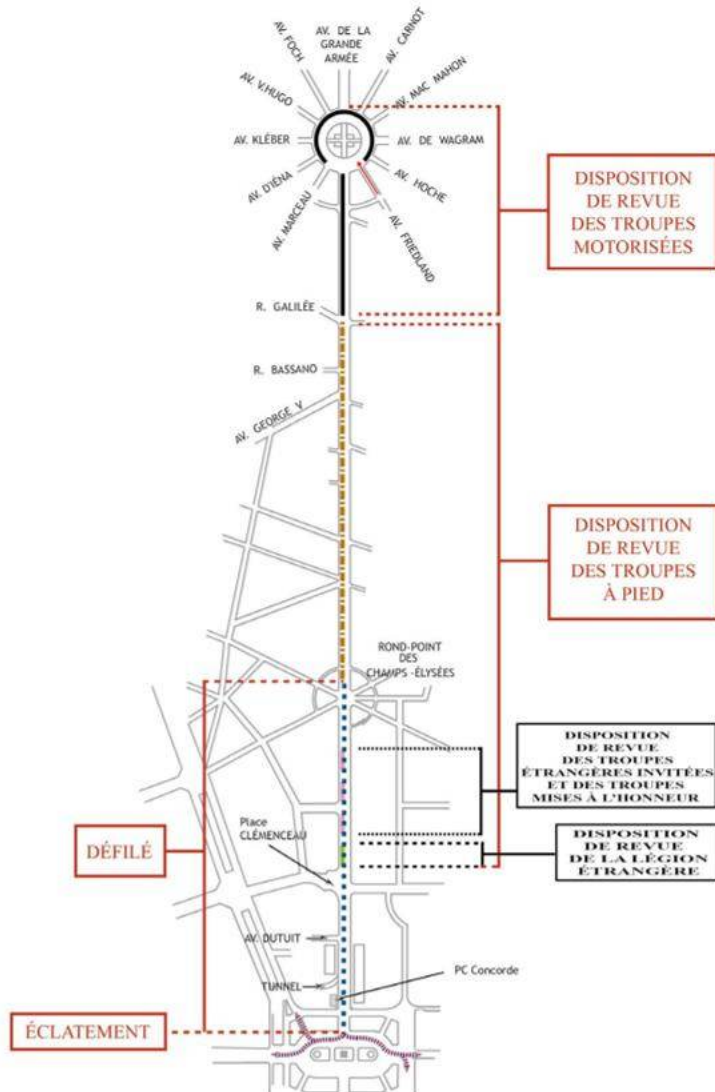 AV. FOCH
AV. DE LA
GRANDE
ARMÉE
AV. CARNOT
AV. V.HUGO
AV. MAC MAHON
AV. KLÉBER
AV. DE WAGRAM
AV. D'IÉNA
AV. HOCHE
AV. MARCEAU
AV. FRIEDLAND
DISPOSITION
DE REVUE
DES TROUPES
MOTORISÉES
R. GALILÉE
R. BASSANO
AV. GEORGE V
DISPOSITION
DE REVUE
DES TROUPES
À PIED
ROND-POINT
DES
CHAMPS -ÉLYSÉES
DISPOSITION
DE REVUE
DES TROUPES
ÉTRANGÈRES INVITÉES
ET DES TROUPES
MISES À L'HONNEUR
Place
CLÉMENCEAU
DÉFILÉ
DISPOSITION
DE REVUE
DE LA LÉGION
ÉTRANGÈRE
AV. DUTUIT
TUNNEL
PC Concorde
ÉCLATEMENT